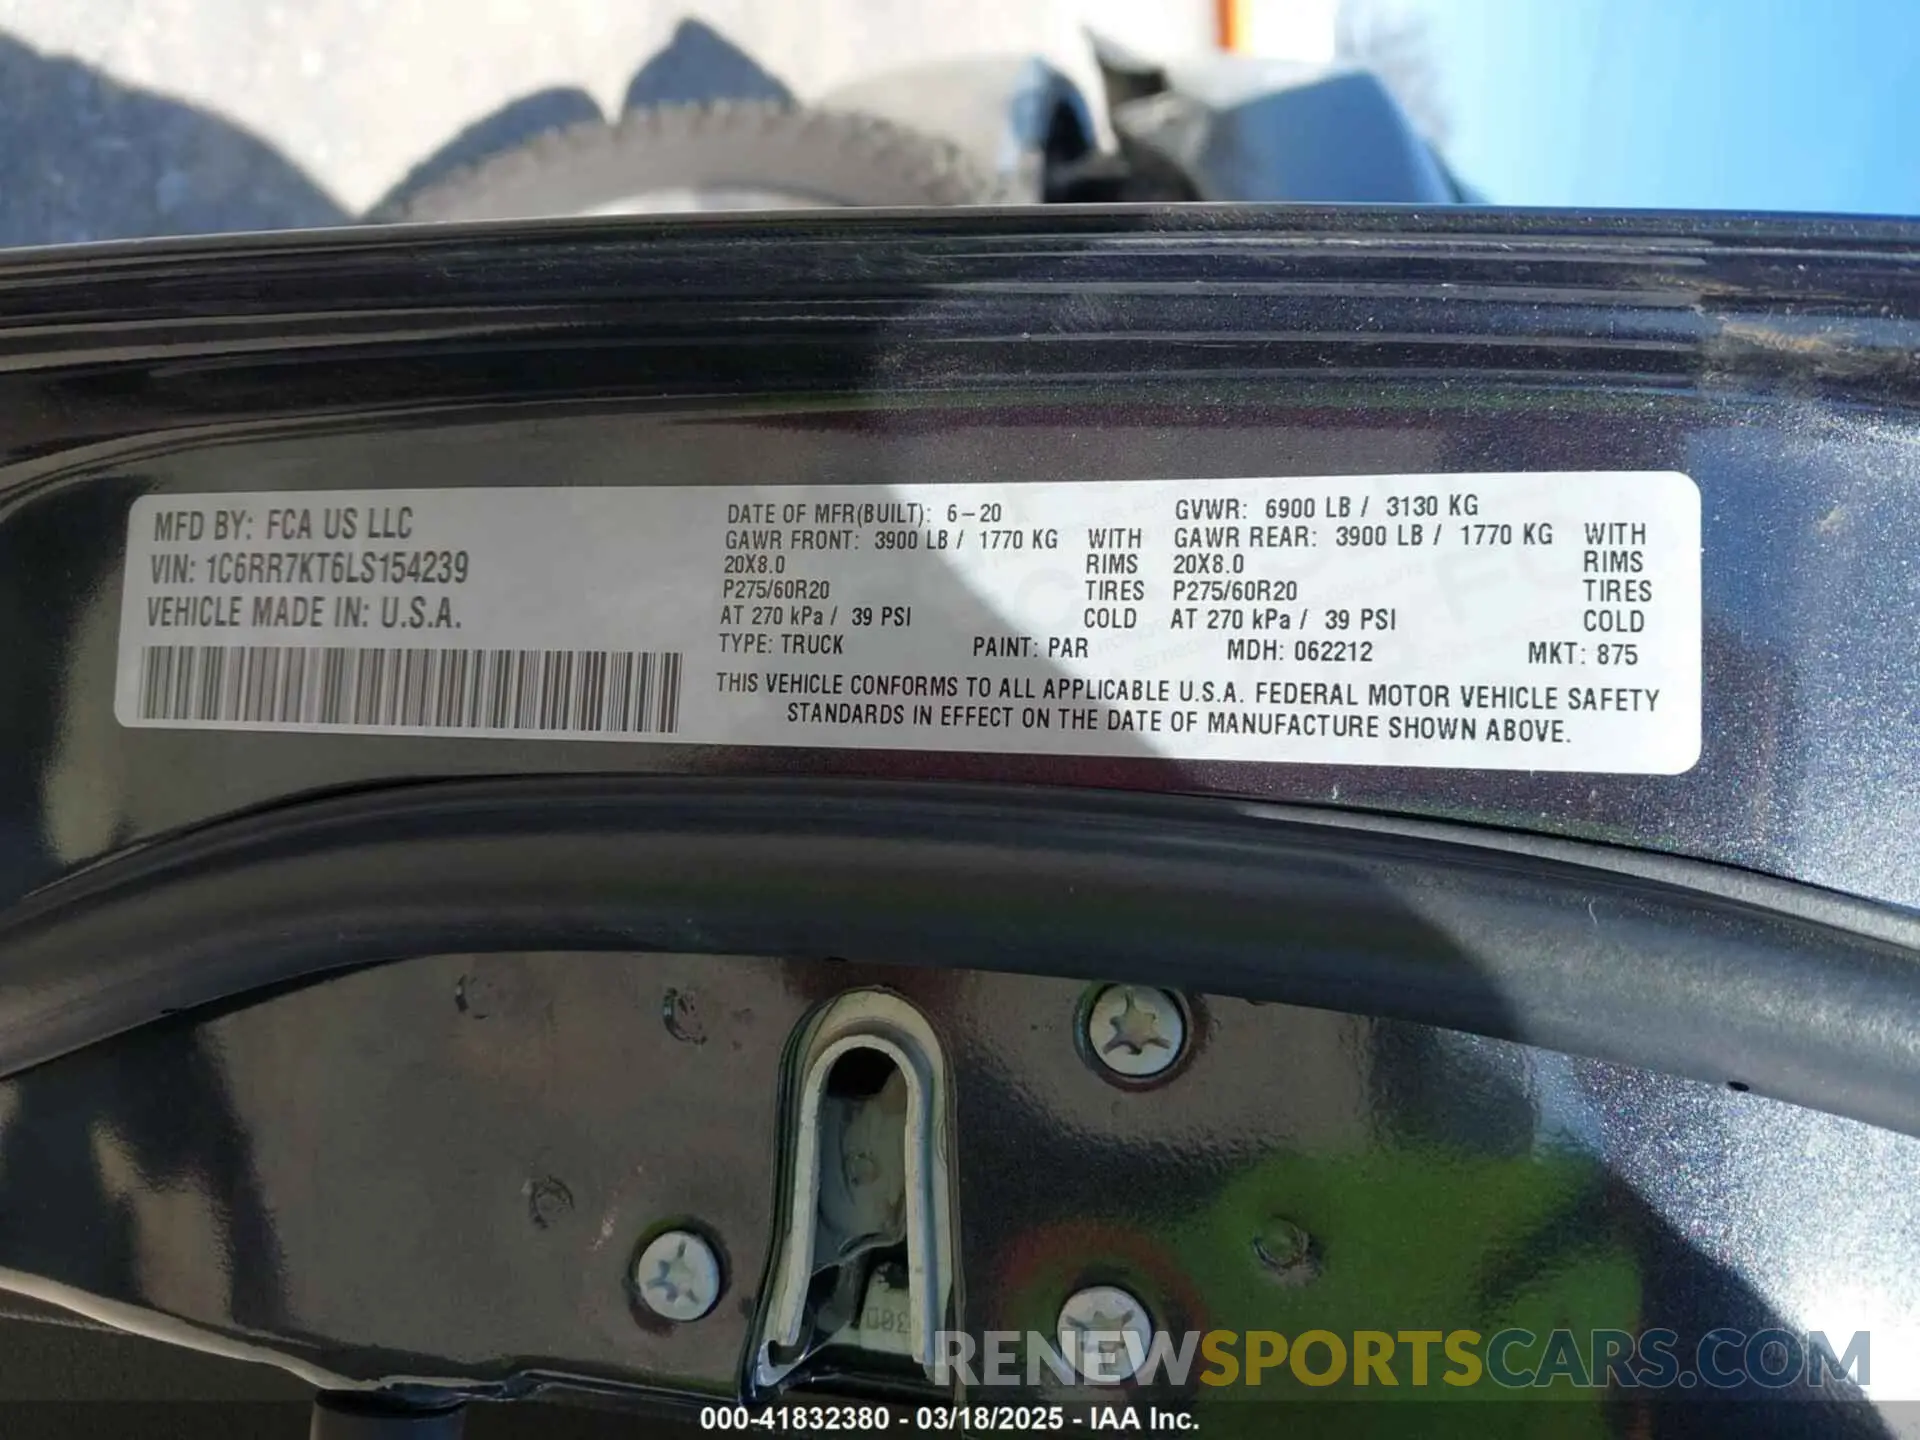 MFD BY: FCA US LLC
VIN: 1C6RR7KT6LS154239
VEHICLE MADE IN: U.S.A.
DATE OF MFR(BUILT): 6-20 GVWR: 6900 LB / 3130 KG
GAWR FRONT: 3900 LB / 1770 KG WITH GAWR REAR: 3900 LB / 1770 KG WITH
20X8.0 RIMS 20X8.0 RIMS
P275/60R20 TIRES P275/60R20 TIRES
AT 270 kPa / 39 PSI COLD AT 270 kPa / 39 PSI COLD
TYPE: TRUCK PAINT: PAR MDH: 062212 MKT: 875
THIS VEHICLE CONFORMS TO ALL APPLICABLE U.S.A. FEDERAL MOTOR VEHICLE SAFETY
STANDARDS IN EFFECT ON THE DATE OF MANUFACTURE SHOWN ABOVE.
RENEWSPORTSCARS.COM
000-41832380 - 03/18/2025 - IAA Inc.